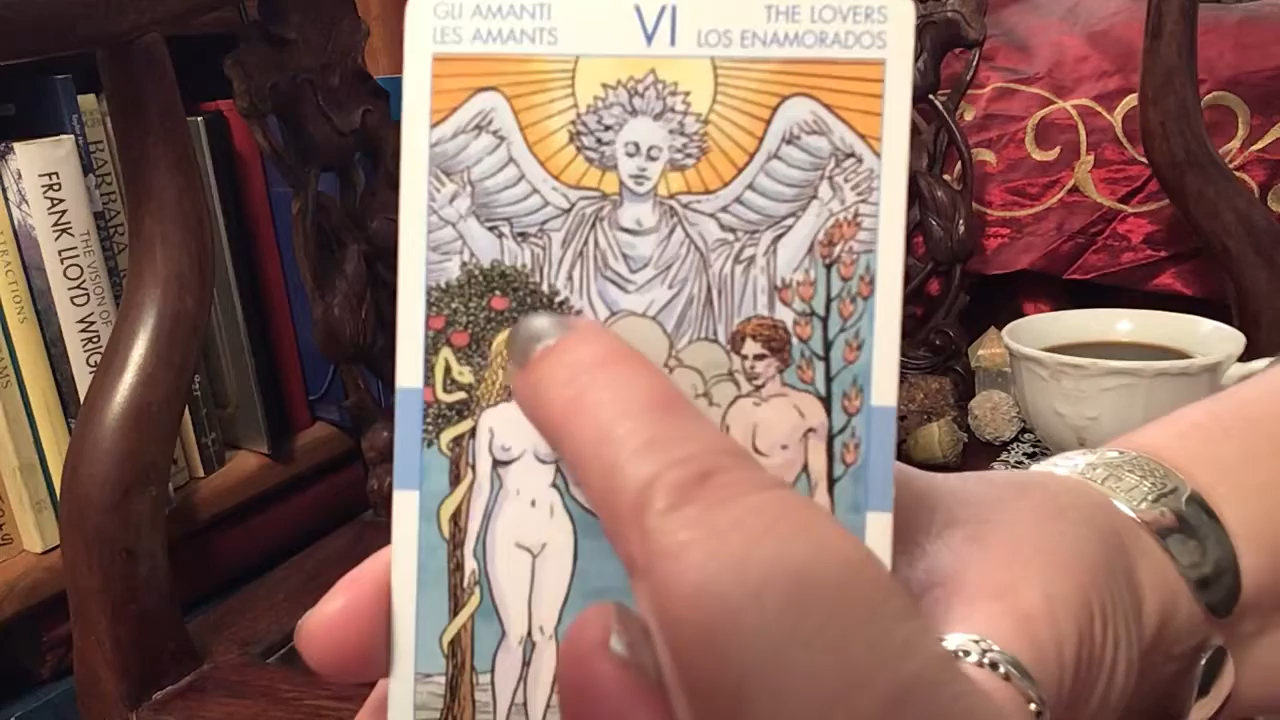 GLI AMANTI
LES AMANTS
VI
THE LOVERS
LOS ENAMORADOS
FRANK LLOYD WRIG
THE VISION OF
BARBARA